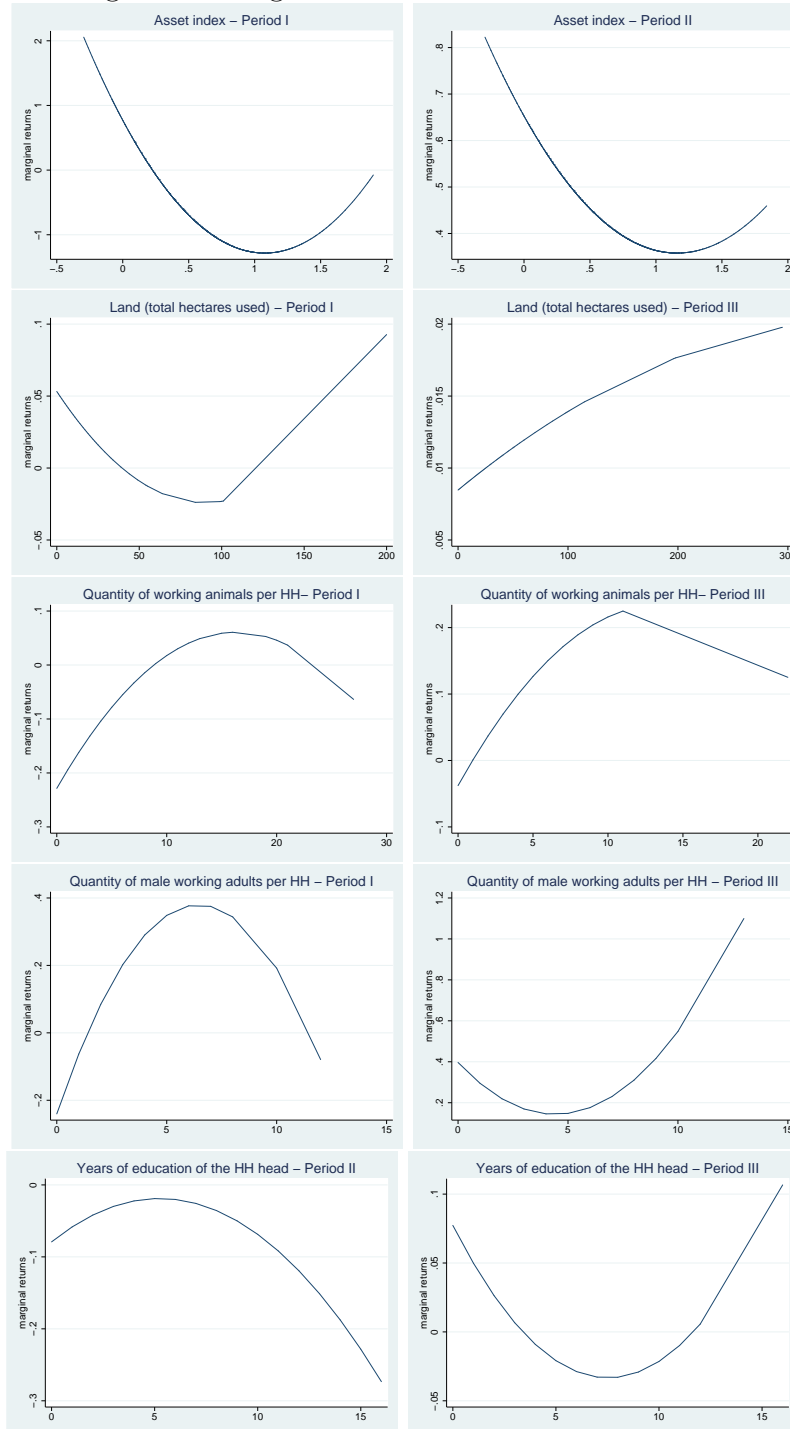 Asset index − Period I
marginal returns
2
1
0
−1
−.5 0 .5 1 1.5 2
Asset index − Period II
marginal returns
.8
.7
.6
.5
.4
−.5 0 .5 1 1.5 2
Land (total hectares used) − Period I
marginal returns
.1
.05
0
−.05
0 50 100 150 200
Land (total hectares used) − Period III
marginal returns
.02
.015
.01
.005
0 100 200 30
Quantity of working animals per HH− Period I
marginal returns
.1
0
−.1
−.2
−.3
0 10 20 30
Quantity of working animals per HH− Period III
marginal returns
.2
.1
0
−.1
0 5 10 15 20
Quantity of male working adults per HH − Period I
marginal returns
.4
.2
0
−.2
0 5 10 15
Quantity of male working adults per HH − Period III
marginal returns
1.2
1
.8
.6
.4
.2
0 5 10 15
Years of education of the HH head − Period II
marginal returns
0
−.1
−.2
−.3
0 5 10 15
Years of education of the HH head − Period III
marginal returns
.1
.05
0
−.05
0 5 10 15